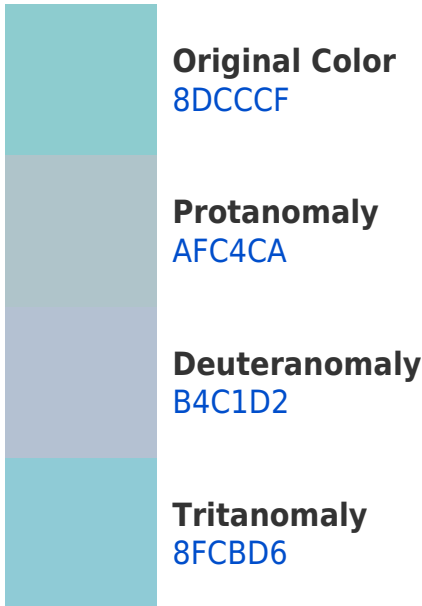 Original Color
8DCCCF
Protanomaly
AFC4CA
Deuteranomaly
B4C1D2
Tritanomaly
8FCBD6